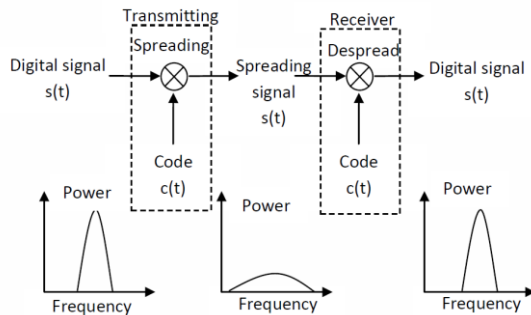 Transmitting
Receiver
Spreading
Despread
Digital signal
s(t)
Spreading
signal
s(t)
Digital signal
s(t)
Code
c(t)
Code
c(t)
Power
Power
Power
Frequency
Frequency
Frequency